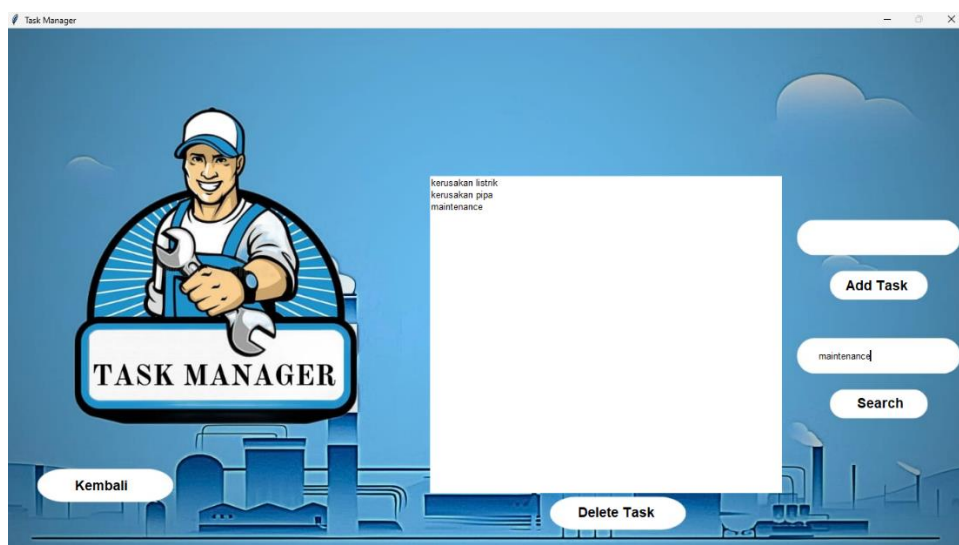 Task Manager
kerusakan listrik
kerusakan pipa
maintenance
Add Task
maintenance
TASK MANAGER
Search
Kembali
Delete Task